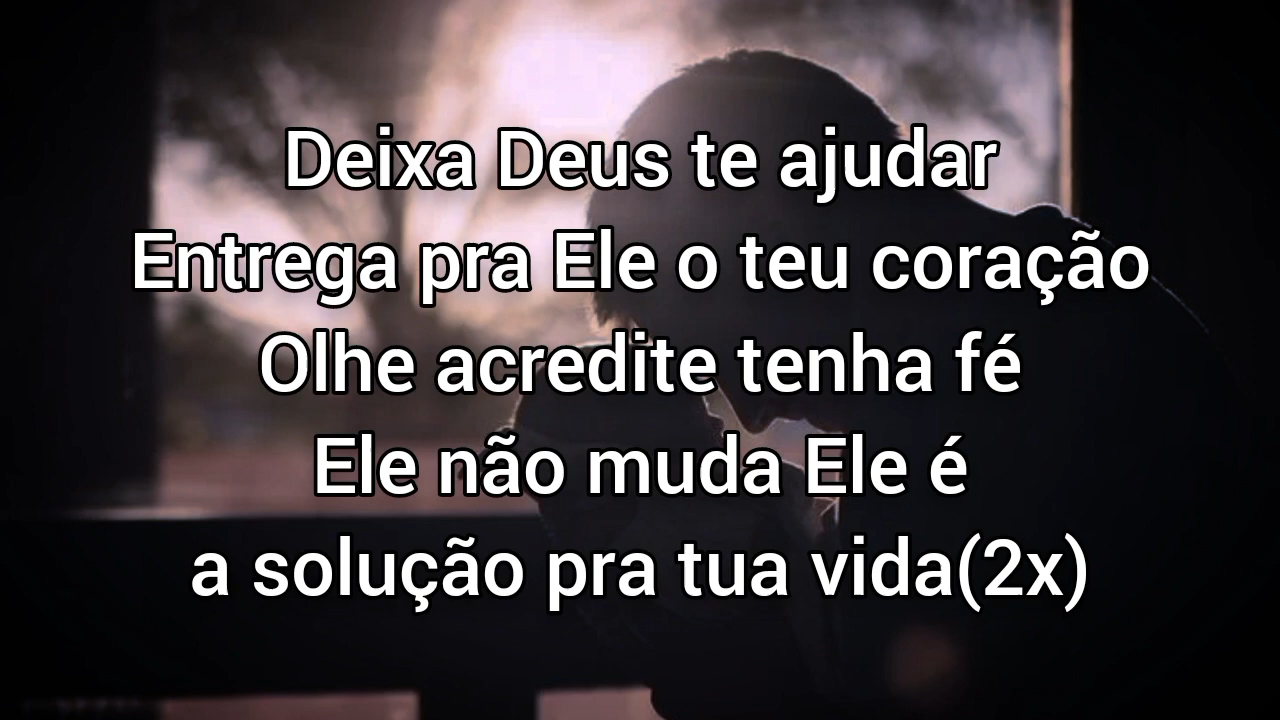 Deixa Deus te ajudar
Entrega pra Ele o teu coração
Olhe acredite tenha fé
Ele não muda Ele é
a solução pra tua vida(2x)